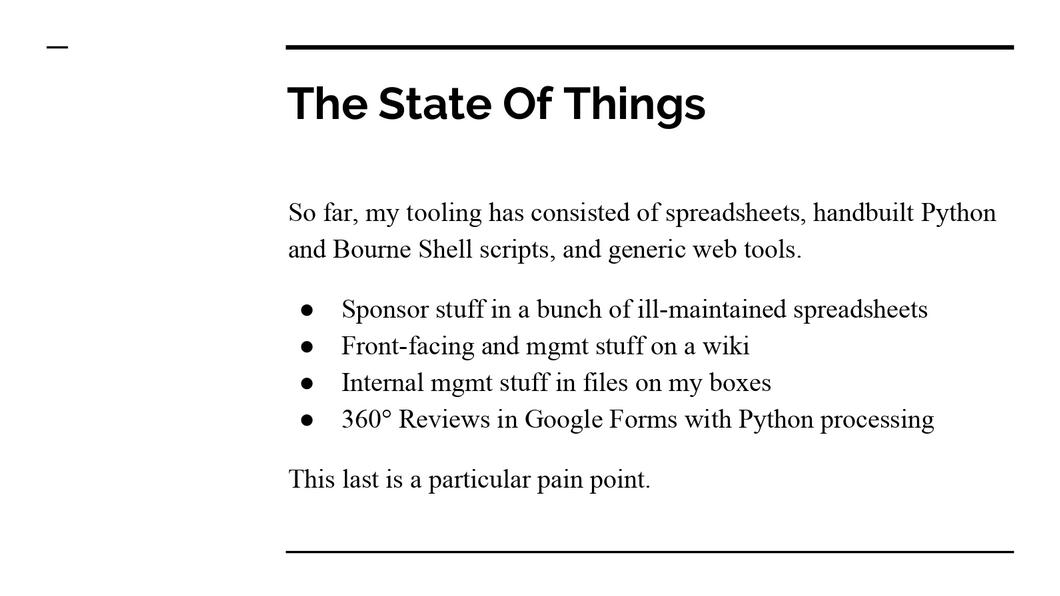 The State Of Things
So far, my tooling has consisted of spreadsheets, handbuilt Python
and Bourne Shell scripts, and generic web tools.
● Sponsor stuff in a bunch of ill-maintained spreadsheets
● Front-facing and mgmt stuff on a wiki
● Internal mgmt stuff in files on my boxes
● 360° Reviews in Google Forms with Python processing
This last is a particular pain point.